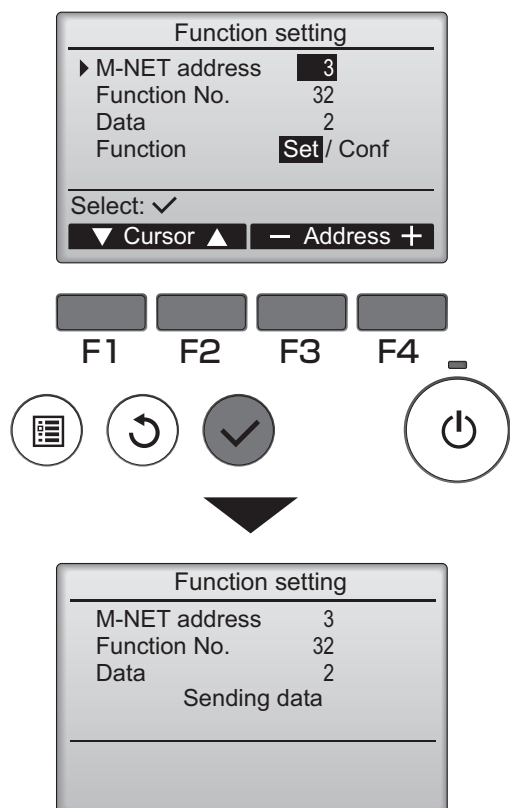 Function setting
M-NET address 3
Function No. 32
Data 2
Function Set / Conf
Select: ✓
▼ Cursor ▲ − Address +
F1 F2 F3 F4
Function setting
M-NET address 3
Function No. 32
Data 2
Sending data